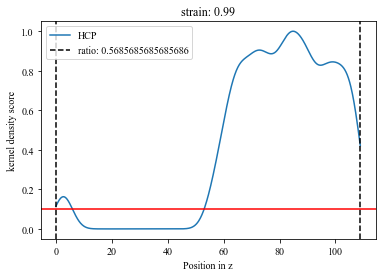 strain: 0.99
HCP
ratio: 0.5685685685685686
kernel density score
1.0
0.8
0.6
0.4
0.2
0.0
0 20 40 60 80 100
Position in z